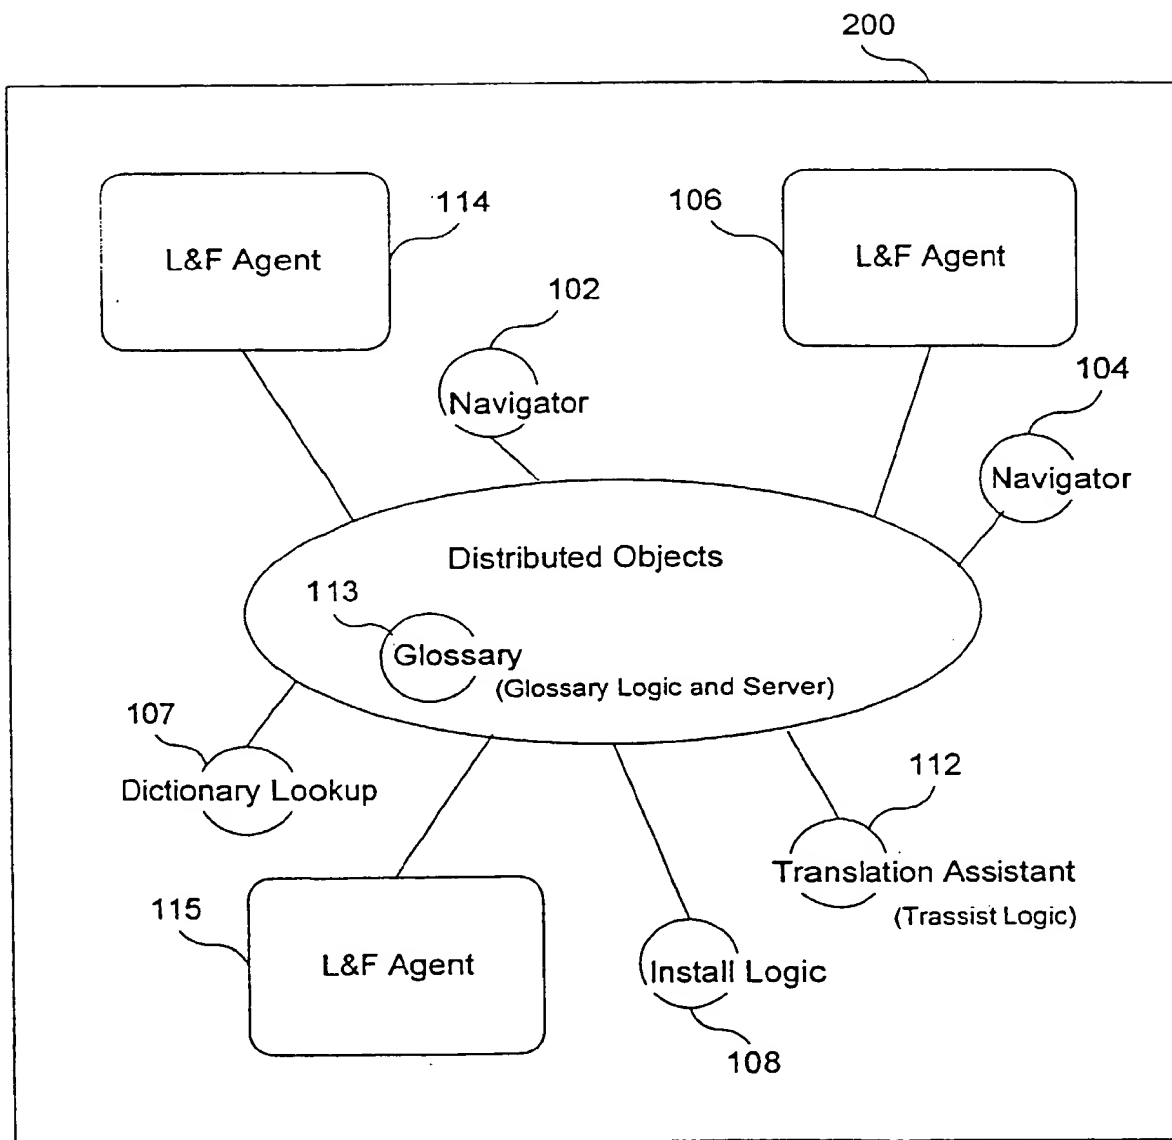 200
114
106
L&F Agent
L&F Agent
102
Navigator
104
Navigator
Distributed Objects
113
Glossary
(Glossary Logic and Server)
107
Dictionary Lookup
112
Translation Assistant
(Trassist Logic)
115
L&F Agent
Install Logic
108